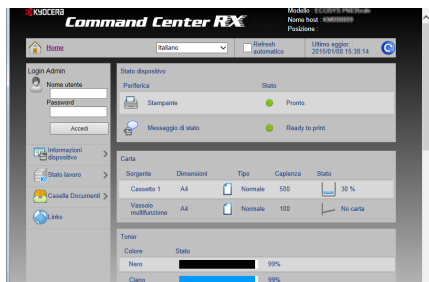 KYOCERA
Command Center RX
Modello :
Nome host :
Posizione :
Home
Italiano
Refresh automatico
Ultimo aggior. :
2015/01/08 15:38:14
Login Admin
Nome utente
Password
Accedi
Informazioni dispositivo
Stato lavoro
Casella Documenti
Links
Stato dispositivo
Periferica Stato
Stampante Pronto.
Messaggio di stato Ready to print.
Carta
Sorgente Dimensioni Tipo Capienza Stato
Cassetto 1 A4 Normale 500 30 %
Vassoio multifunzione A4 Normale 100 No carta
Toner
Colore Stato
Nero 99%
Ciano 99%